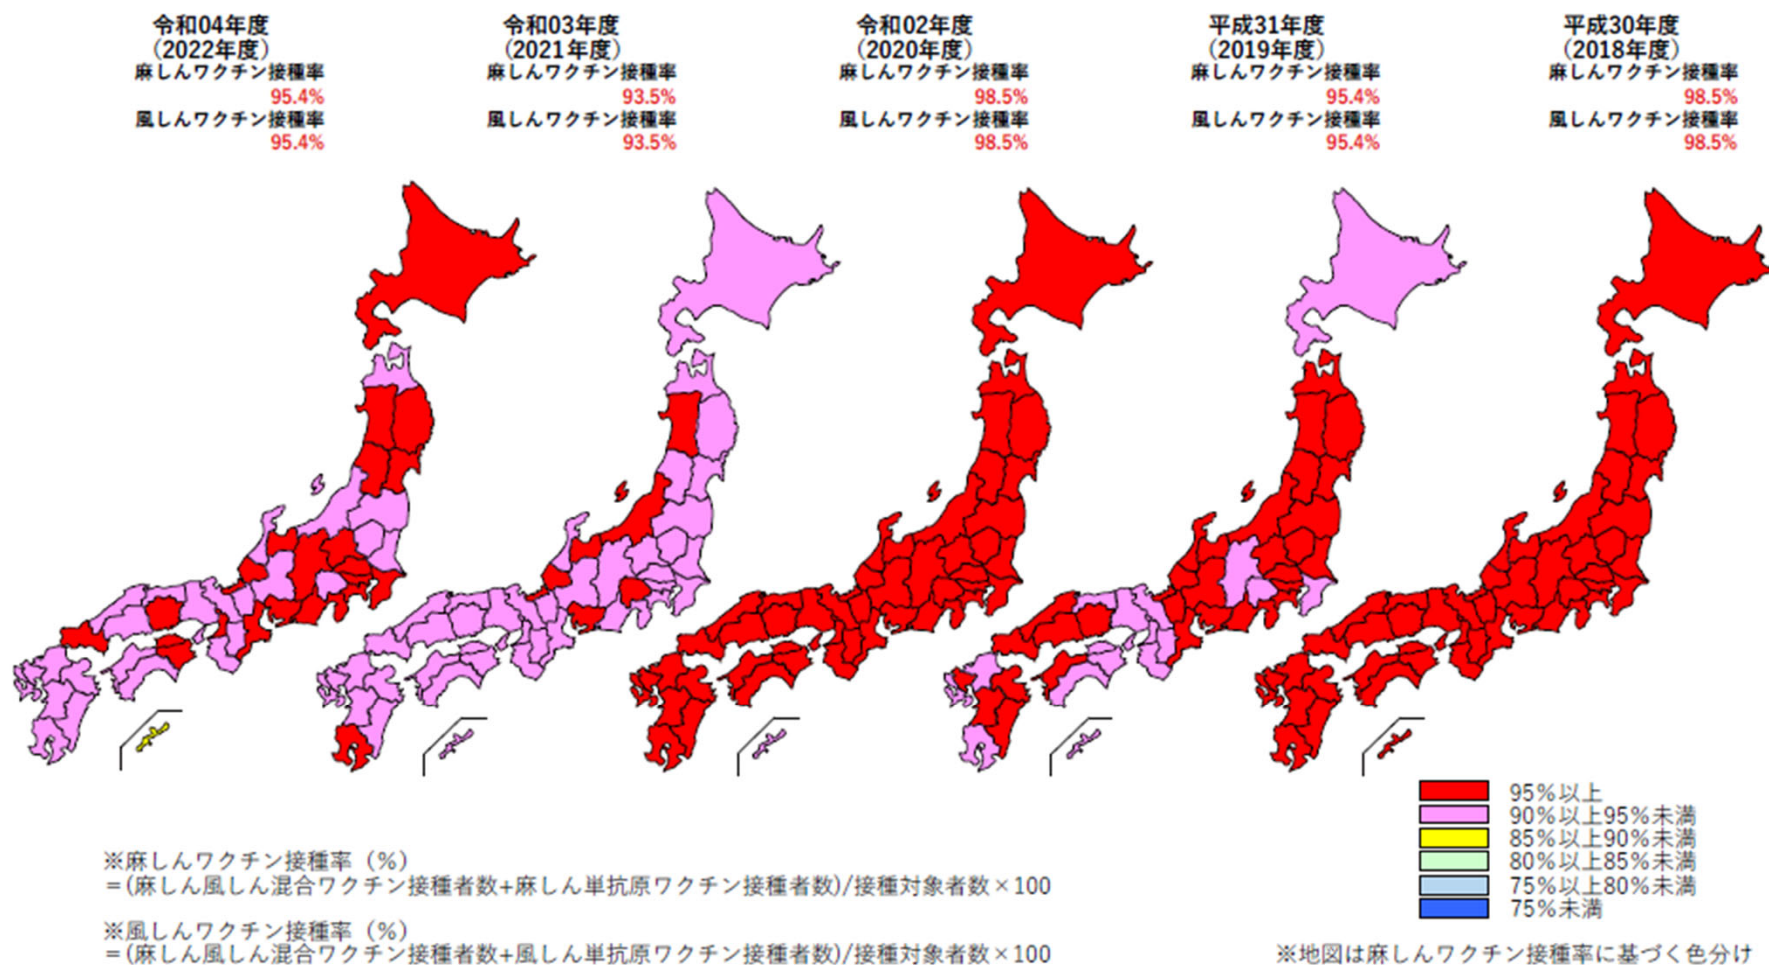 令和04年度
（2022年度）
麻しんワクチン接種率
95.4%
風しんワクチン接種率
95.4%
令和03年度
（2021年度）
麻しんワクチン接種率
93.5%
風しんワクチン接種率
93.5%
令和02年度
（2020年度）
麻しんワクチン接種率
98.5%
風しんワクチン接種率
98.5%
平成31年度
（2019年度）
麻しんワクチン接種率
95.4%
風しんワクチン接種率
95.4%
平成30年度
（2018年度）
麻しんワクチン接種率
98.5%
風しんワクチン接種率
98.5%
95％以上
90％以上95％未満
85％以上90％未満
80％以上85％未満
75％以上80％未満
75％未満
※麻しんワクチン接種率（%）
＝(麻しん風しん混合ワクチン接種者数+麻しん単抗原ワクチン接種者数)/接種対象者数×100
※風しんワクチン接種率（%）
＝(麻しん風しん混合ワクチン接種者数+風しん単抗原ワクチン接種者数)/接種対象者数×100
※地図は麻しんワクチン接種率に基づく色分け